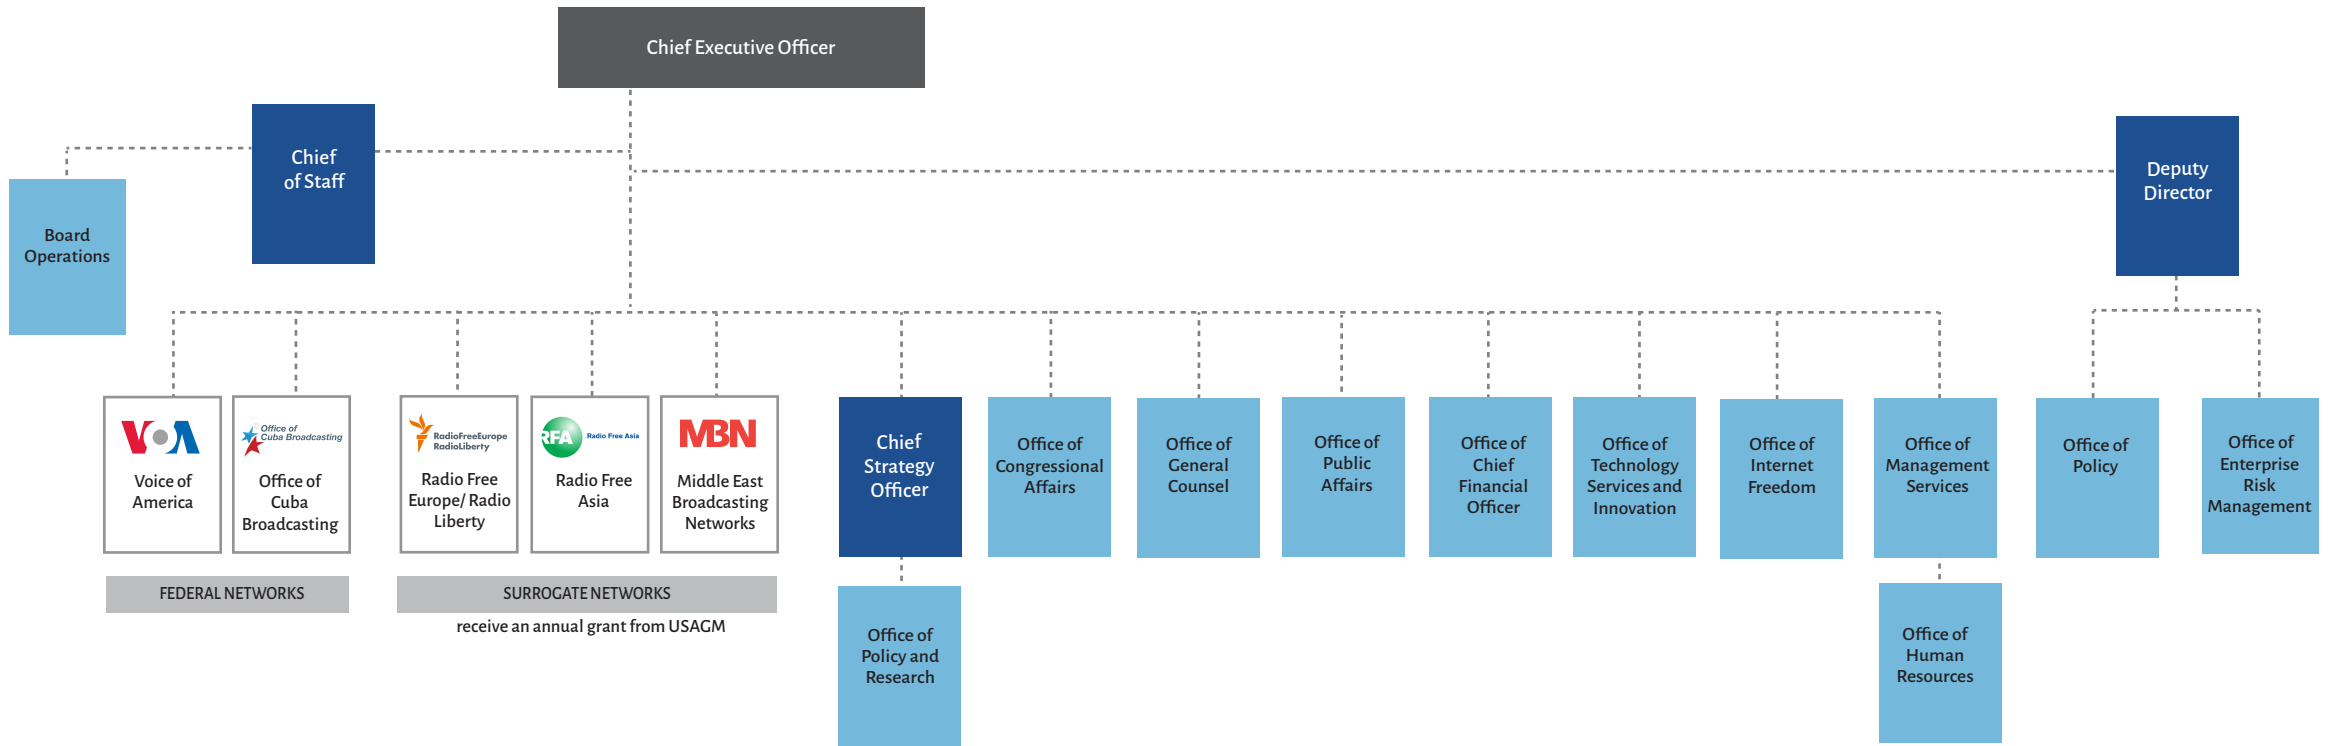 Chief Executive Officer
Chief
of Staff
Deputy
Director
Board
Operations
VOA
Voice of
America
Office of
Cuba Broadcasting
Office of
Cuba
Broadcasting
RadioFreeEurope
RadioLiberty
Radio Free
Europe/ Radio
Liberty
RFA
Radio Free Asia
Radio Free
Asia
MBN
Middle East
Broadcasting
Networks
Chief
Strategy
Officer
Office of
Congressional
Affairs
Office of
General
Counsel
Office of
Public
Affairs
Office of
Chief
Financial
Officer
Office of
Technology
Services and
Innovation
Office of
Internet
Freedom
Office of
Management
Services
Office of
Policy
Office of
Enterprise
Risk
Management
FEDERAL NETWORKS
SURROGATE NETWORKS
receive an annual grant from USAGM
Office of
Policy and
Research
Office of
Human
Resources